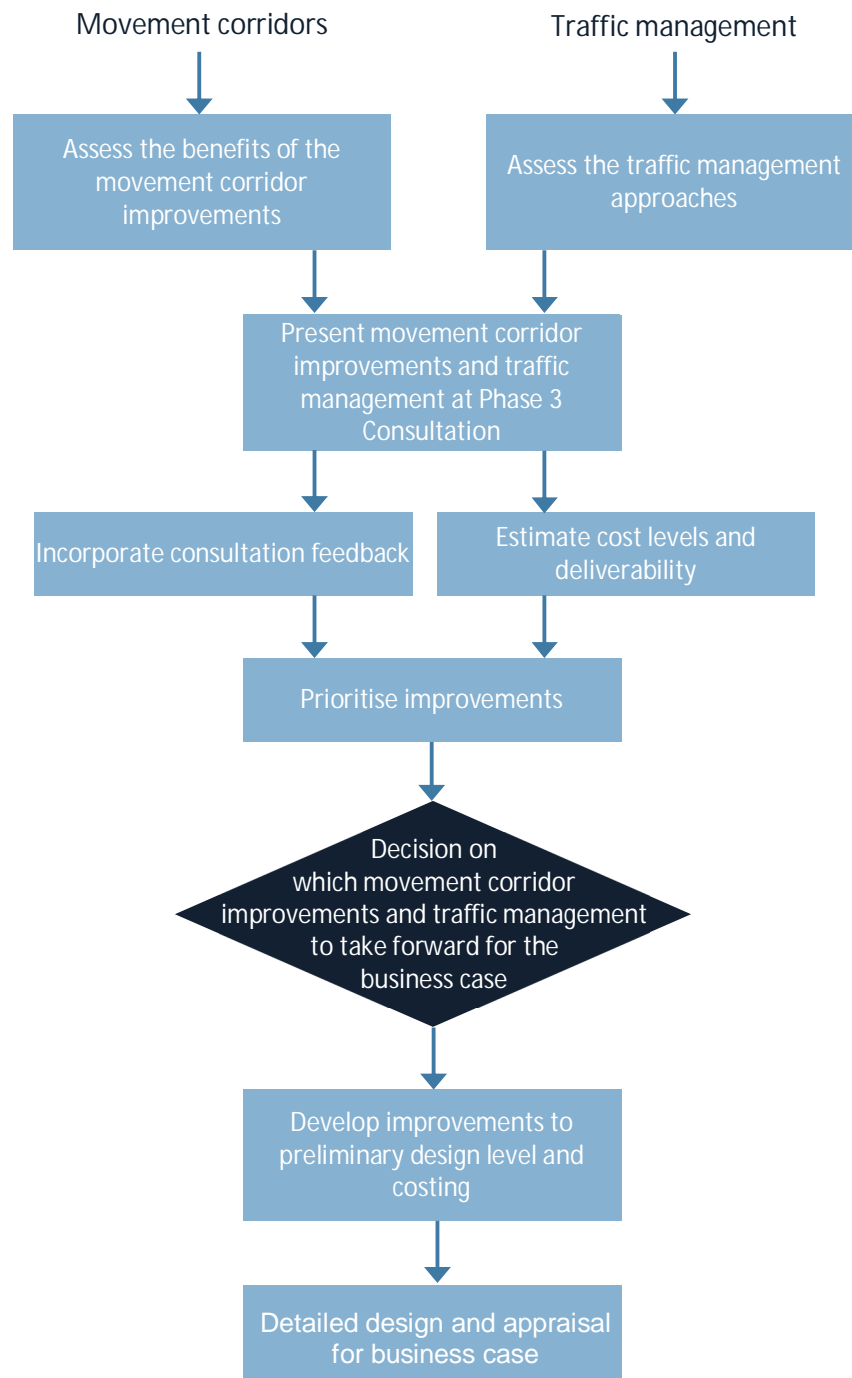 Movement corridors
Traffic management
Assess the benefits of the
movement corridor
improvements
Assess the traffic management
approaches
Present movement corridor
improvements and traffic
management at Phase 3
Consultation
Incorporate consultation feedback
Estimate cost levels and
deliverability
Prioritise improvements
Decision on
which movement corridor
improvements and traffic management
to take forward for the
business case
Develop improvements to
preliminary design level and
costing
Detailed design and appraisal
for business case